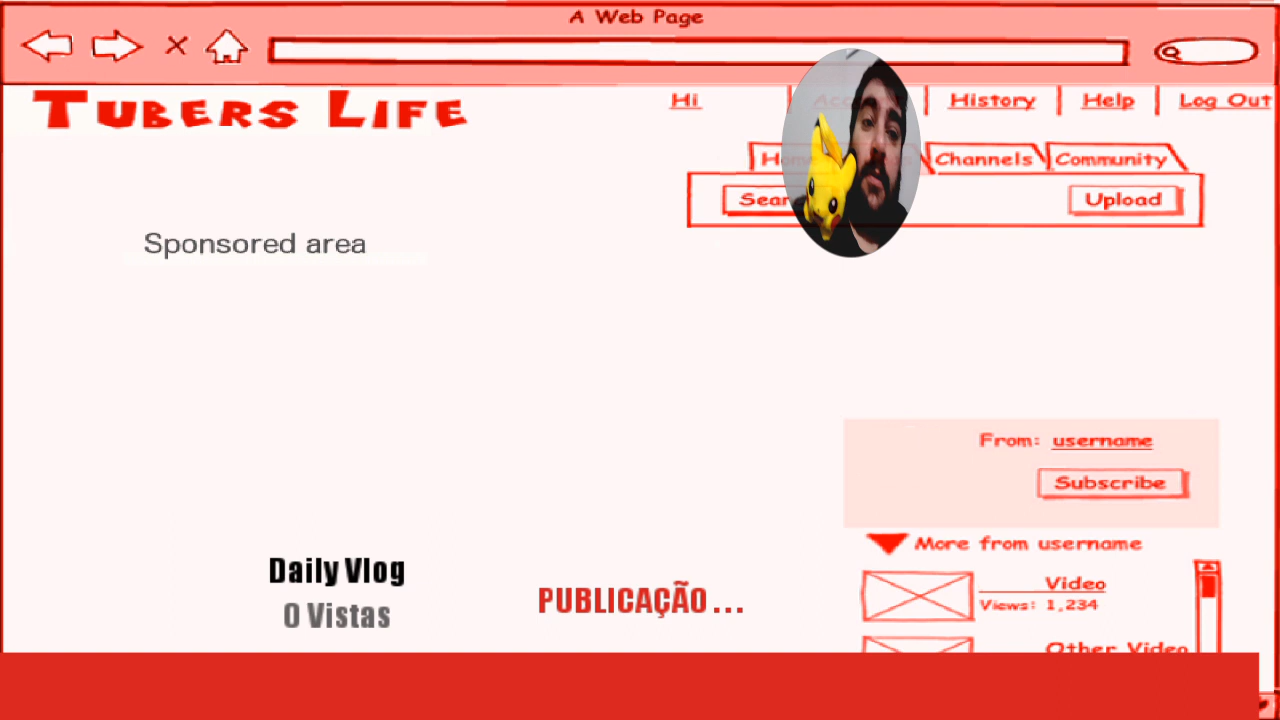 A Web Page
TUBERS LIFE
Hi
History
Help
Log Out
Channels
Community
Upload
Sponsored area
From: username
Subscribe
More from username
Video
Views: 1,234
Other Video
Daily Vlog
0 Vistas
PUBLICAÇÃO ...